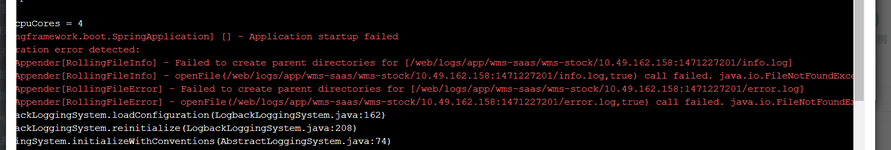 cpuCores = 4
ngframework.boot.SpringApplication] [] - Application startup failed
ration error detected:
Appender[RollingFileInfo] - Failed to create parent directories for [/web/logs/app/wms-saas/wms-stock/10.49.162.158:1471227201/info.log]
Appender[RollingFileInfo] - openFile(/web/logs/app/wms-saas/wms-stock/10.49.162.158:1471227201/info.log,true) call failed. java.io.FileNotFoundExce
Appender[RollingFileError] - Failed to create parent directories for [/web/logs/app/wms-saas/wms-stock/10.49.162.158:1471227201/error.log]
Appender[RollingFileError] - openFile(/web/logs/app/wms-saas/wms-stock/10.49.162.158:1471227201/error.log,true) call failed. java.io.FileNotFoundEx
ackLoggingSystem.loadConfiguration(LogbackLoggingSystem.java:162)
ackLoggingSystem.reinitialize(LogbackLoggingSystem.java:208)
ingSystem.initializeWithConventions(AbstractLoggingSystem.java:74)